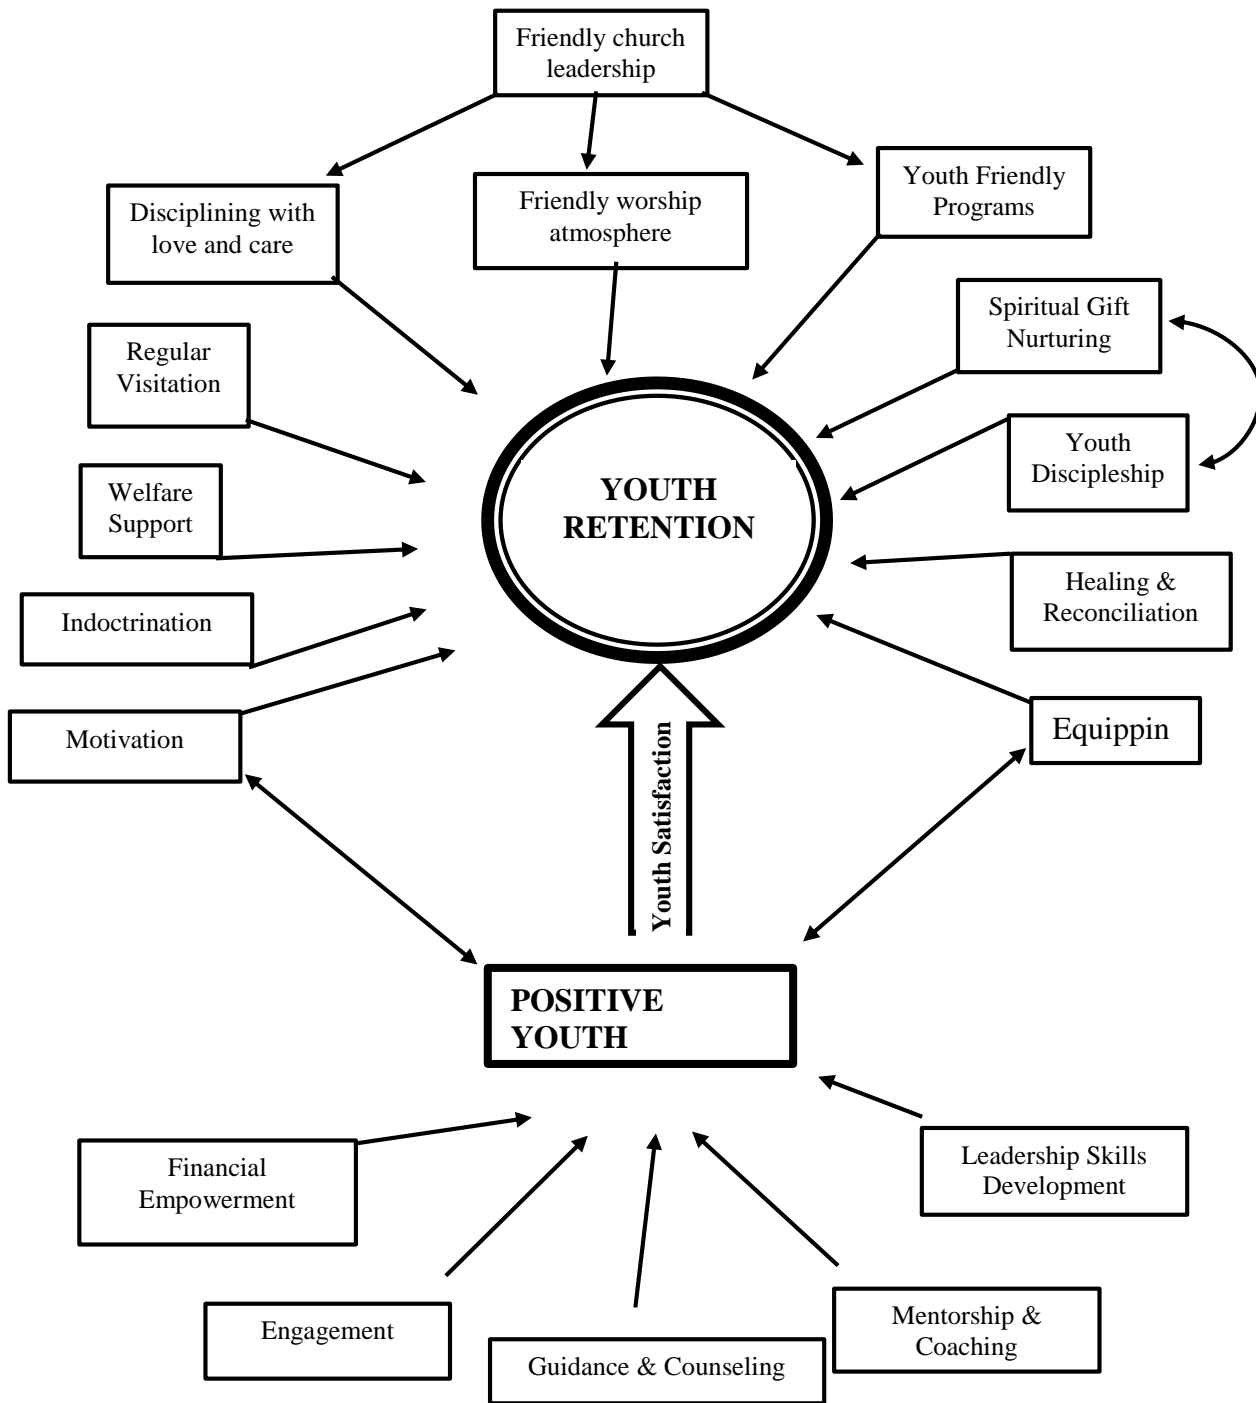 Friendly church
leadership
Disciplining with
love and care
Friendly worship
atmosphere
Youth Friendly
Programs
Regular
Visitation
Spiritual Gift
Nurturing
Welfare
Support
YOUTH
RETENTION
Youth
Discipleship
Indoctrination
Healing &
Reconciliation
Motivation
Equippin
Youth Satisfaction
POSITIVE
YOUTH
Financial
Empowerment
Leadership Skills
Development
Engagement
Guidance & Counseling
Mentorship &
Coaching